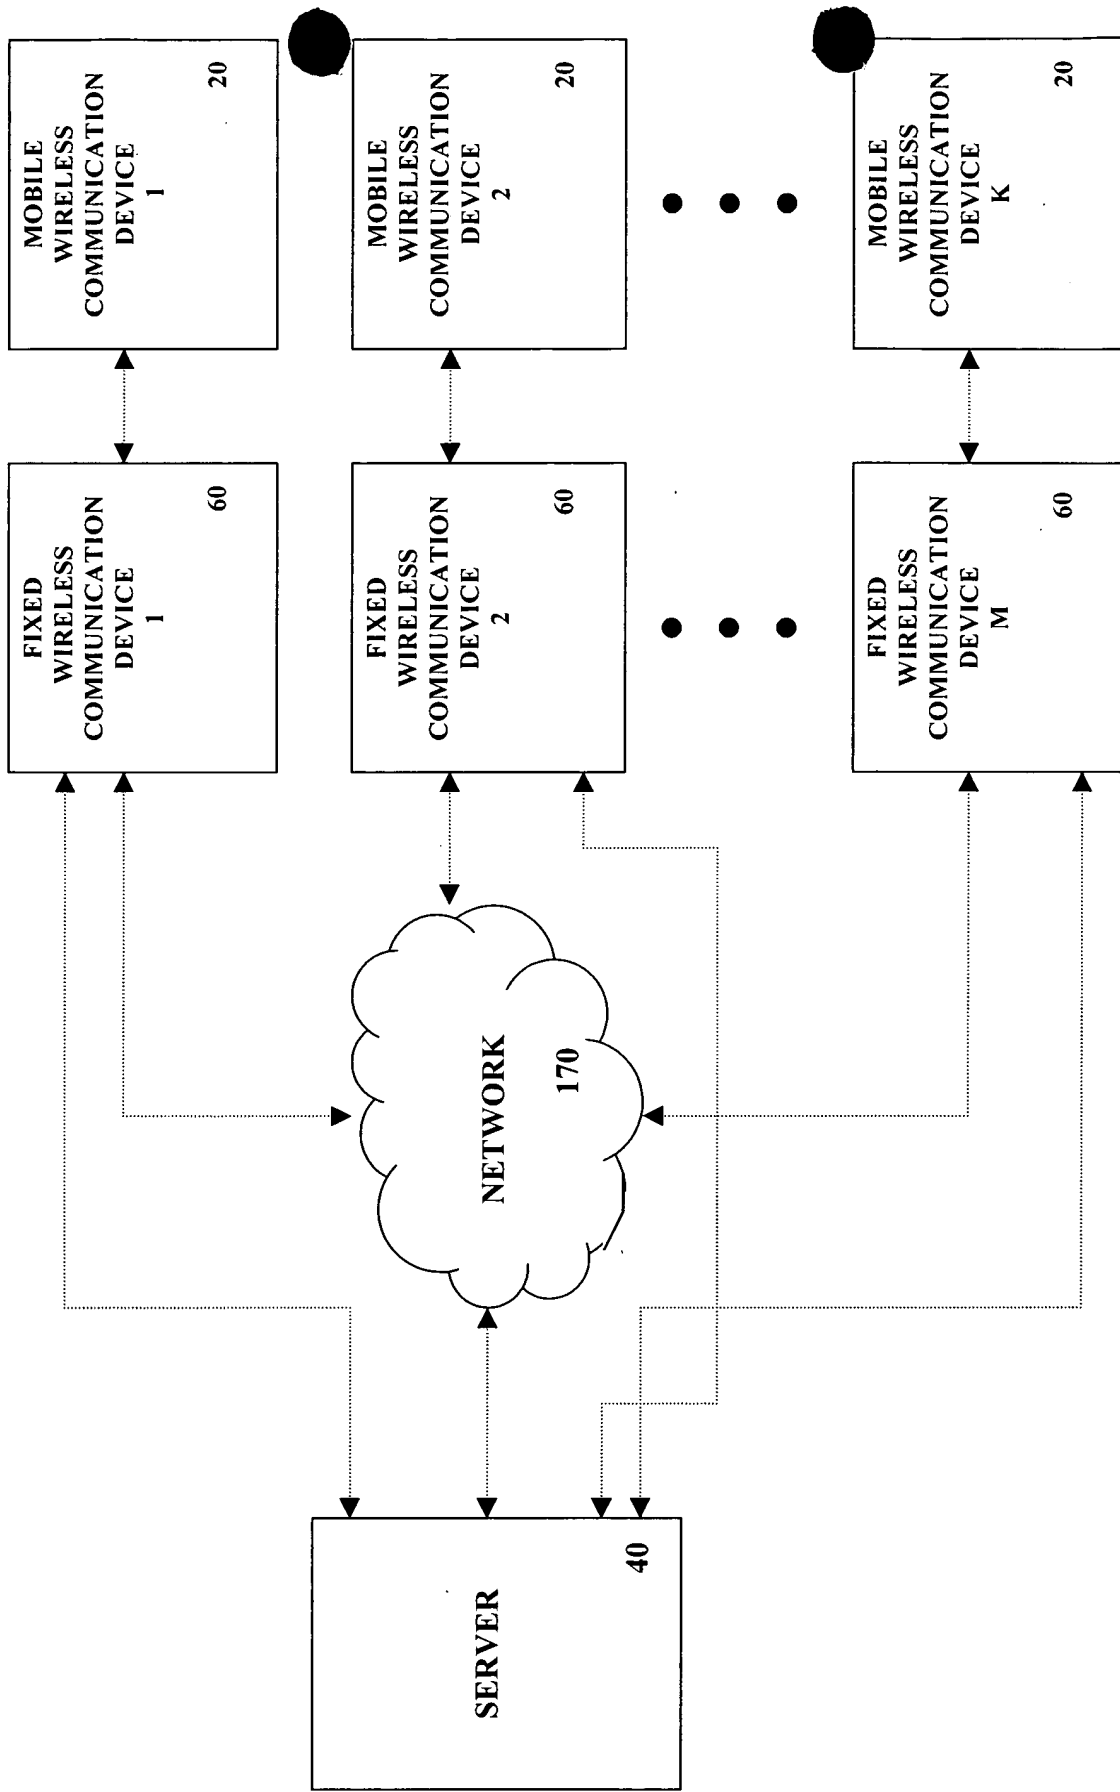 MOBILE
WIRELESS
COMMUNICATION
DEVICE
1
20
MOBILE
WIRELESS
COMMUNICATION
DEVICE
2
20
MOBILE
WIRELESS
COMMUNICATION
DEVICE
K
20
FIXED
WIRELESS
COMMUNICATION
DEVICE
1
60
FIXED
WIRELESS
COMMUNICATION
DEVICE
2
60
FIXED
WIRELESS
COMMUNICATION
DEVICE
M
60
NETWORK
170
SERVER
40